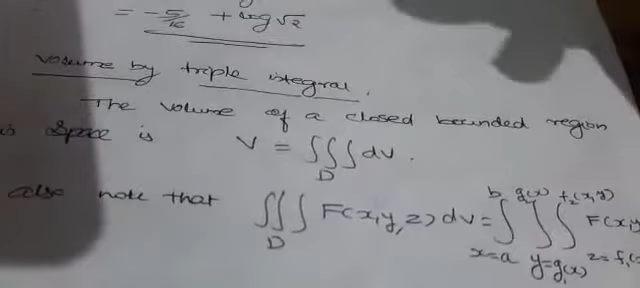 = -5/16 + log √2
Volume by triple integral.
The volume of a closed bounded region
is space is V = ∭_D dv.
also note that ∭_D F(x,y,z) dv = ∫_{x=a}^{b} ∫_{y=g₁(x)}^{g(x)} ∫_{z=f₁(}^{f₂(x,y)} F(x,y